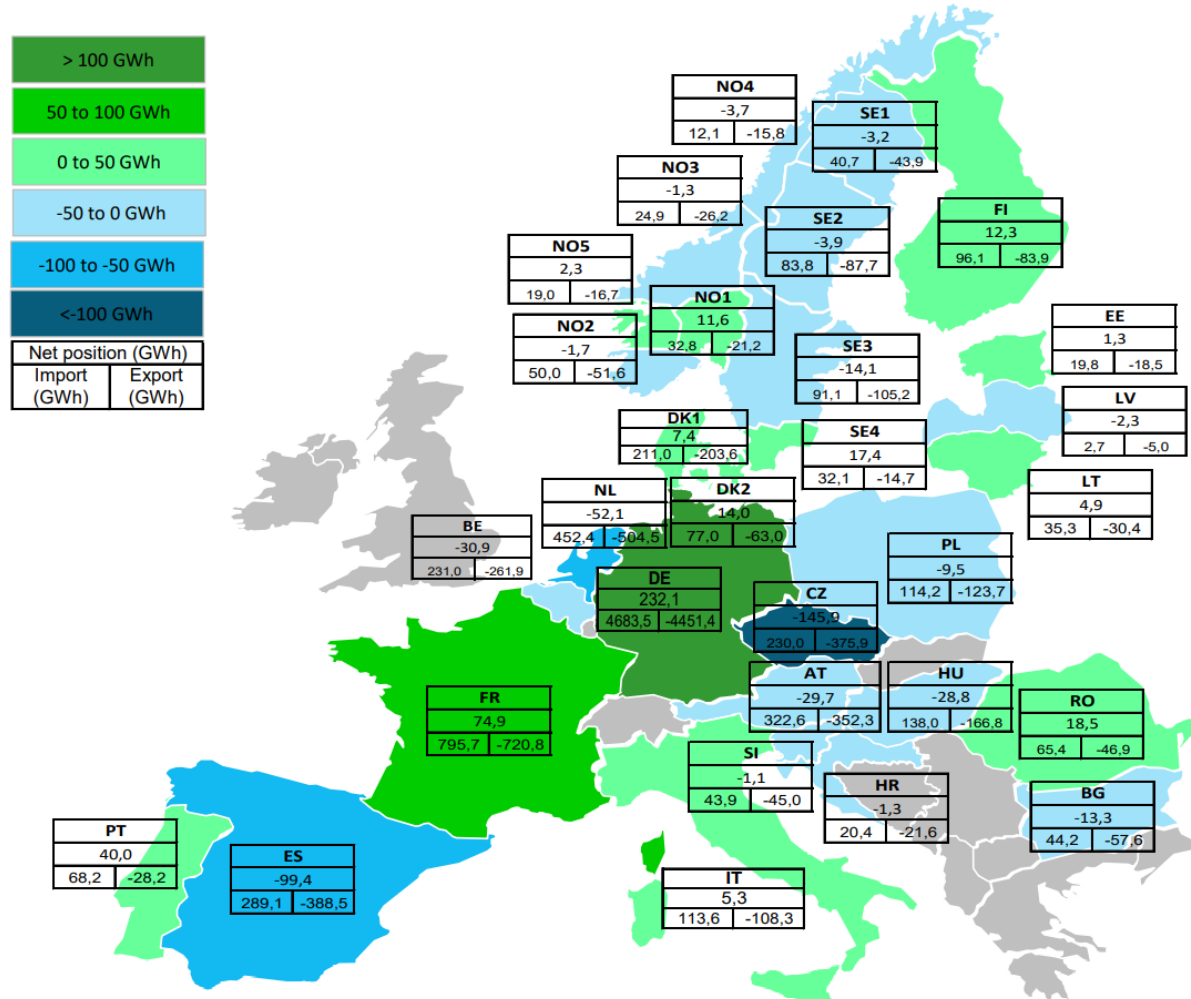 > 100 GWh
50 to 100 GWh
0 to 50 GWh
-50 to 0 GWh
-100 to -50 GWh
<-100 GWh
Net position (GWh)
Import (GWh) Export (GWh)
NO4
-3,7
12,1 -15,8
SE1
-3,2
40,7 -43,9
NO3
-1,3
24,9 -26,2
SE2
-3,9
83,8 -87,7
FI
12,3
96,1 -83,9
NO5
2,3
19,0 -16,7
NO1
11,6
32,8 -21,2
NO2
-1,7
50,0 -51,6
EE
1,3
19,8 -18,5
SE3
-14,1
91,1 -105,2
LV
-2,3
2,7 -5,0
DK1
7,4
211,0 -203,6
SE4
17,4
32,1 -14,7
LT
4,9
35,3 -30,4
NL
-52,1
452,4 -504,5
DK2
14,0
77,0 -63,0
BE
-30,9
231,0 -261,9
PL
-9,5
114,2 -123,7
DE
232,1
4683,5 -4451,4
CZ
-145,9
230,0 -375,9
AT
-29,7
322,6 -352,3
HU
-28,8
138,0 -166,8
FR
74,9
795,7 -720,8
RO
18,5
65,4 -46,9
SI
-1,1
43,9 -45,0
HR
-1,3
20,4 -21,6
BG
-13,3
44,2 -57,6
PT
40,0
68,2 -28,2
ES
-99,4
289,1 -388,5
IT
5,3
113,6 -108,3